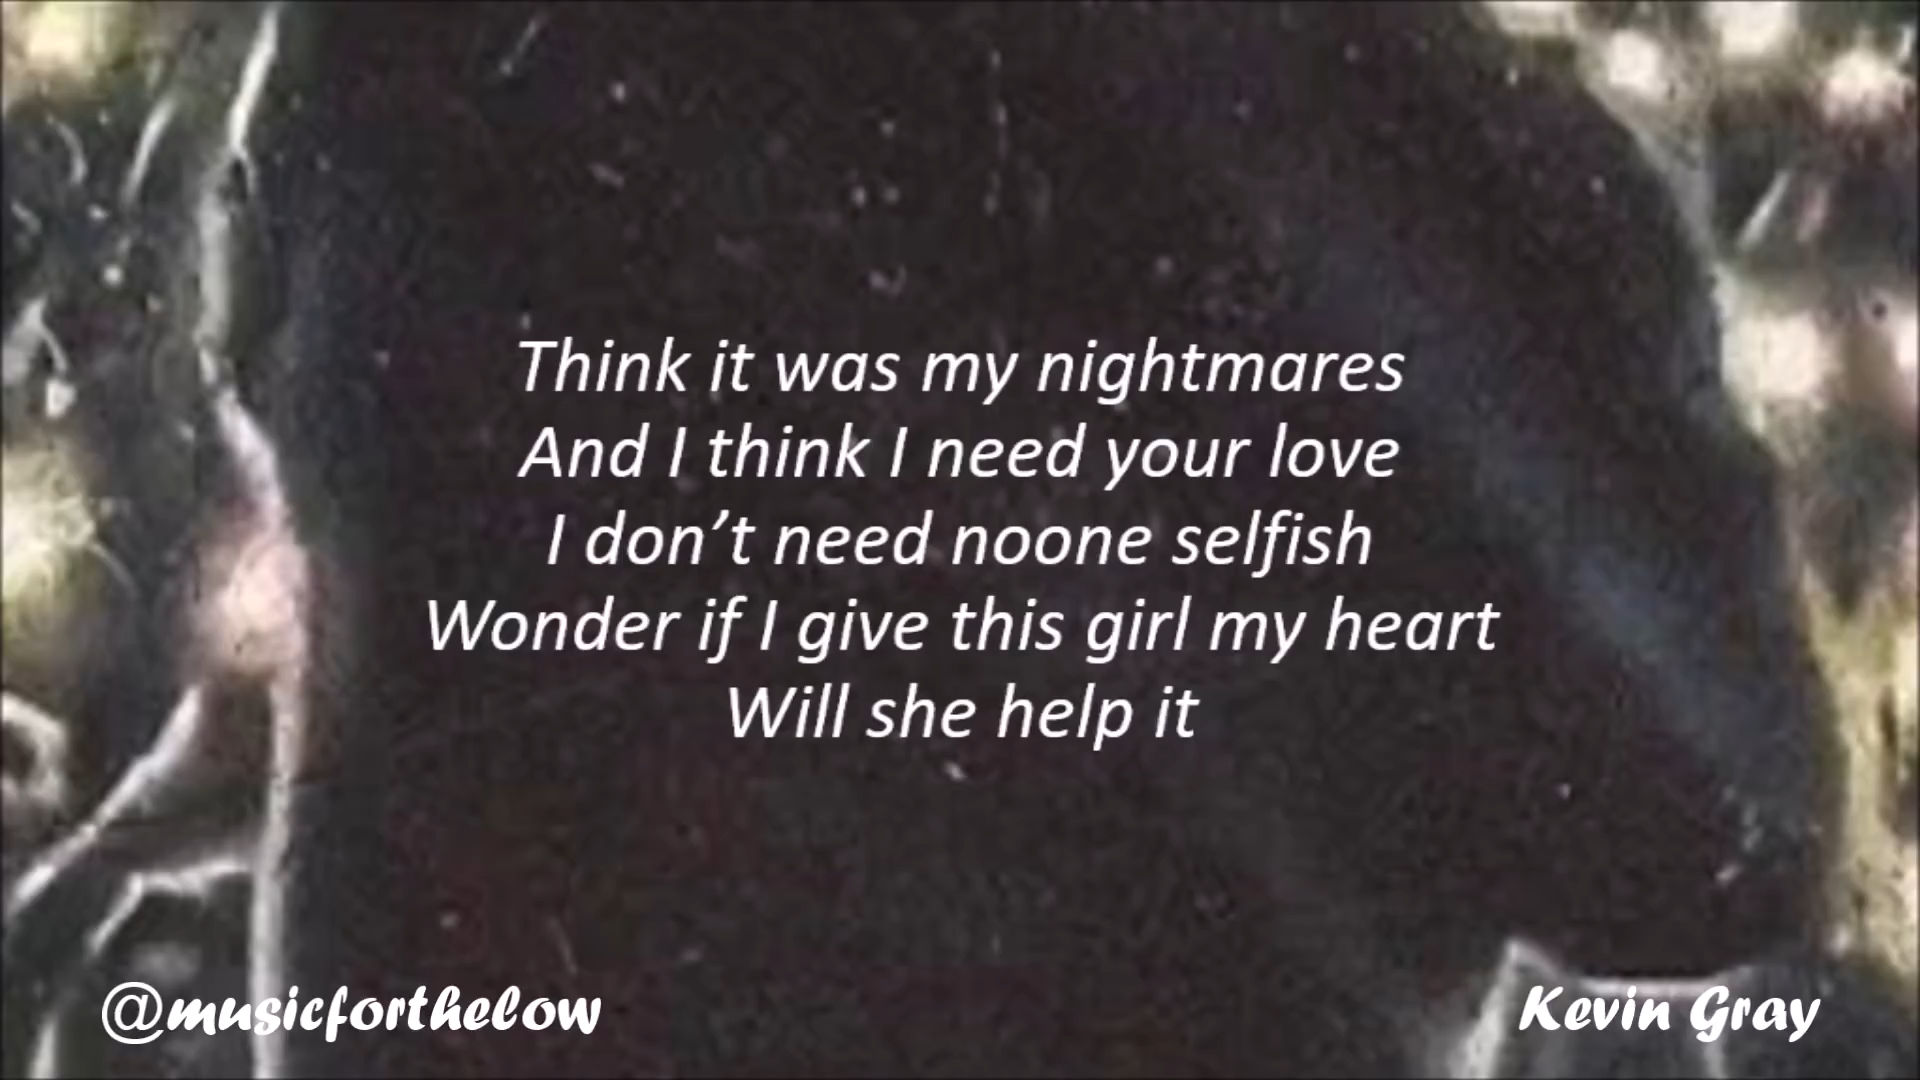 Think it was my nightmares
And I think I need your love
I don’t need noone selfish
Wonder if I give this girl my heart
Will she help it
@musicforthelow
Kevin Gray